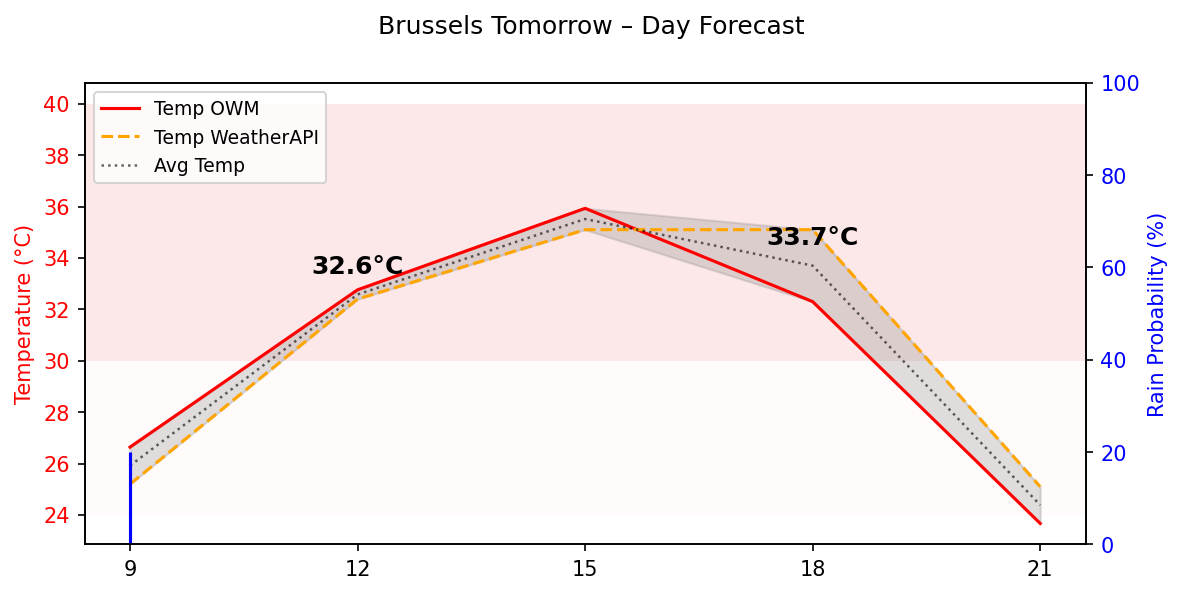 Brussels Tomorrow – Day Forecast
Temp OWM
Temp WeatherAPI
Avg Temp
Temperature (°C)
40
38
36
34
32
30
28
26
24
32.6°C
33.7°C
100
80
60
40
20
0
Rain Probability (%)
9
12
15
18
21